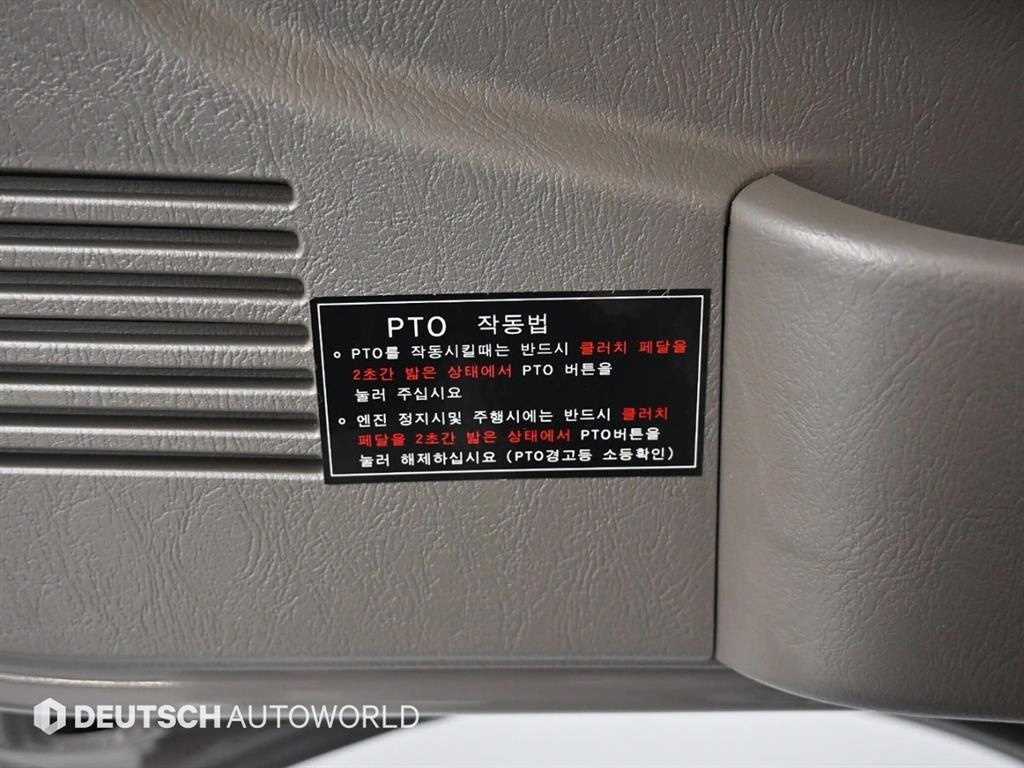 PTO 작동법
o PTO를 작동시킬때는 반드시 클러치 페달을
2초간 밟은 상태에서 PTO 버튼을
눌러 주십시요
o 엔진 정지시및 주행시에는 반드시 클러치
페달을 2초간 밟은 상태에서 PTO버튼을
눌러 해제하십시요 (PTO경고등 소등확인)
DEUTSCH AUTOWORLD